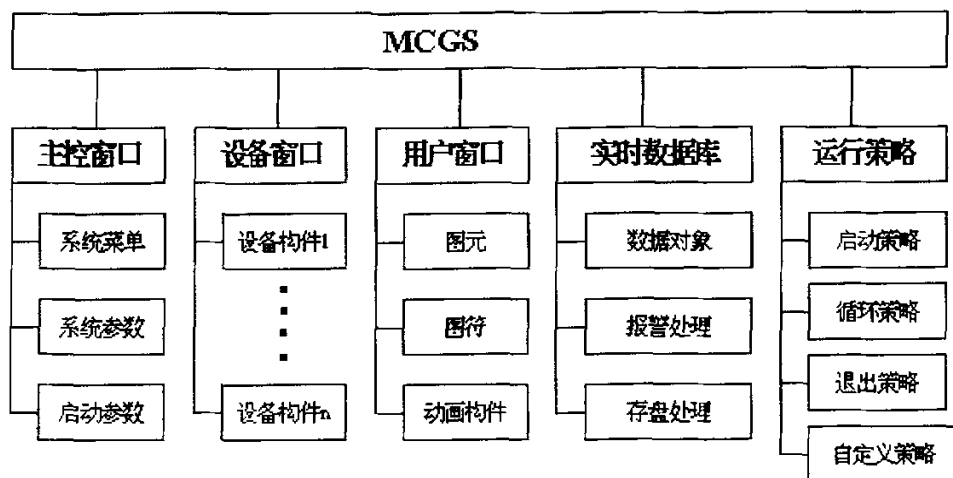 MCGS
主控窗口
设备窗口
用户窗口
实时数据库
运行策略
系统菜单
设备构件1
图元
数据对象
启动策略
系统参数
图符
报警处理
循环策略
退出策略
启动参数
设备构件n
动画构件
存盘处理
自定义策略